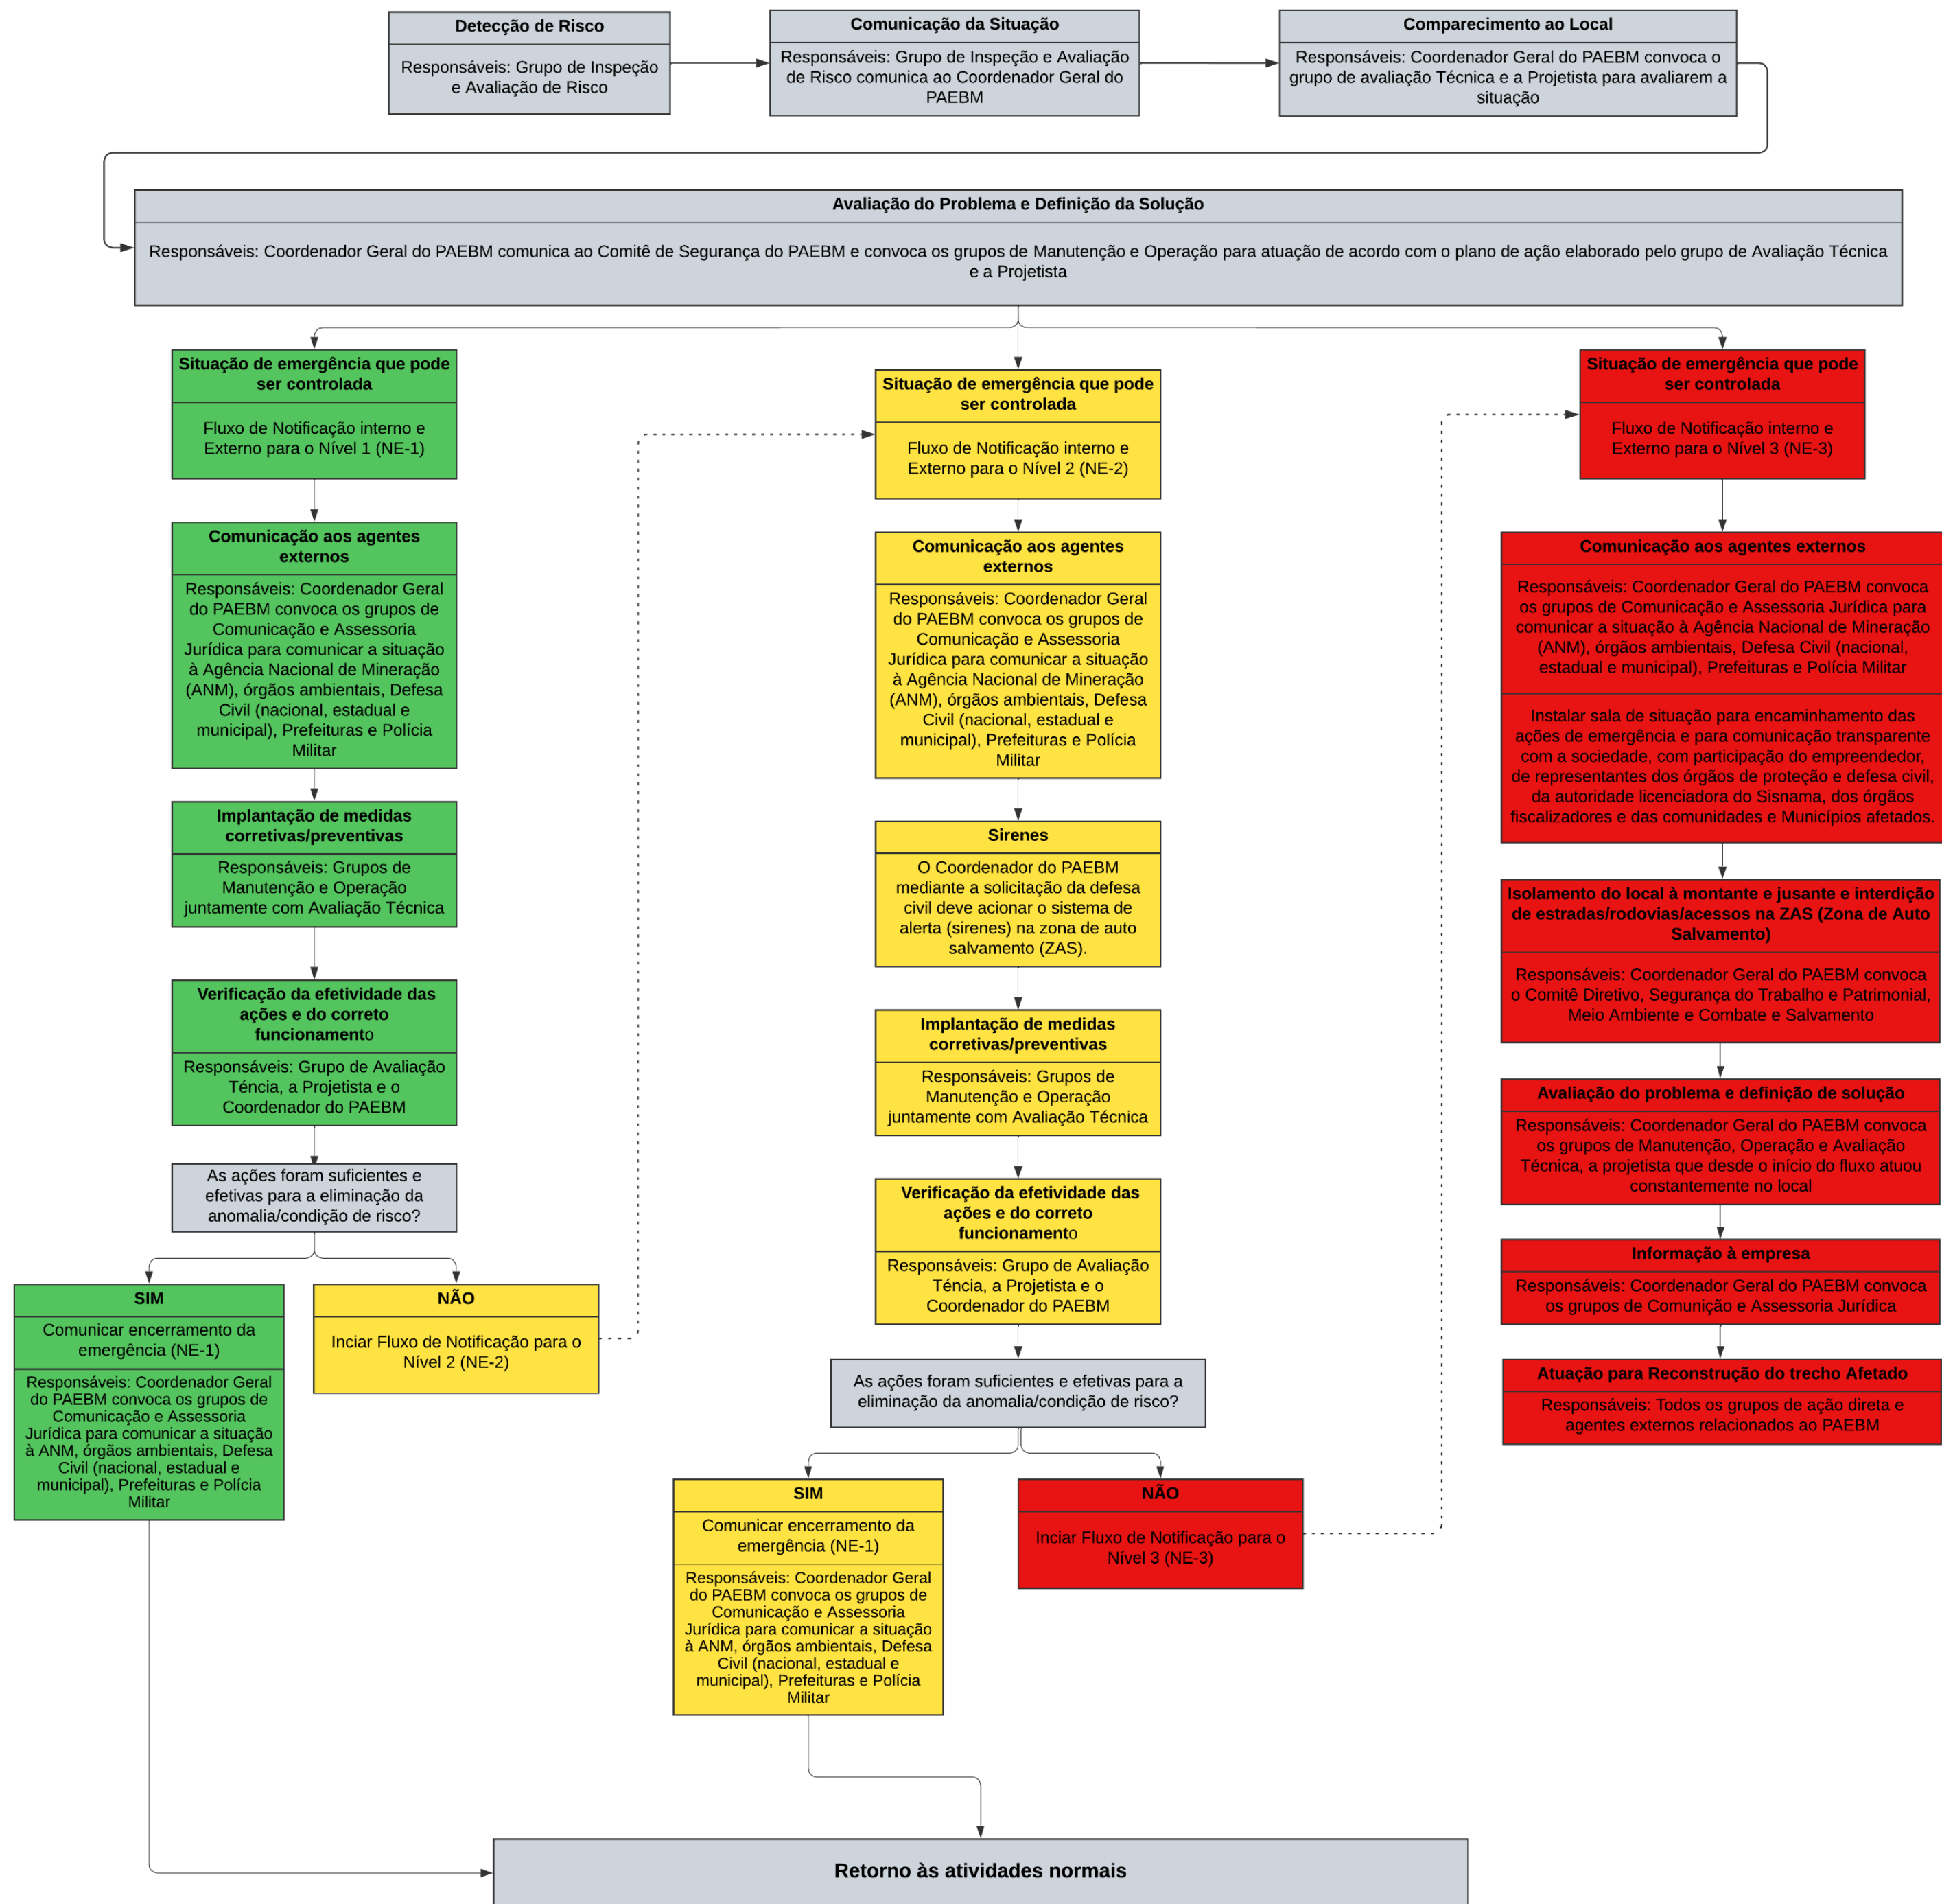 Detecção de Risco
Responsáveis: Grupo de Inspeção
e Avaliação de Risco
Comunicação da Situação
Responsáveis: Grupo de Inspeção e Avaliação
de Risco comunica ao Coordenador Geral do
PAEBM
Comparecimento ao Local
Responsáveis: Coordenador Geral do PAEBM convoca o
grupo de avaliação Técnica e a Projetista para avaliarem a
situação
Avaliação do Problema e Definição da Solução
Responsáveis: Coordenador Geral do PAEBM comunica ao Comitê de Segurança do PAEBM e convoca os grupos de Manutenção e Operação para atuação de acordo com o plano de ação elaborado pelo grupo de Avaliação Técnica
e a Projetista
Situação de emergência que pode
ser controlada
Fluxo de Notificação interno e
Externo para o Nível 1 (NE-1)
Comunicação aos agentes
externos
Responsáveis: Coordenador Geral
do PAEBM convoca os grupos de
Comunicação e Assessoria
Jurídica para comunicar a situação
à Agência Nacional de Mineração
(ANM), órgãos ambientais, Defesa
Civil (nacional, estadual e
municipal), Prefeituras e Polícia
Militar
Implantação de medidas
corretivas/preventivas
Responsáveis: Grupos de
Manutenção e Operação
juntamente com Avaliação Técnica
Verificação da efetividade das
ações e do correto
funcionamento
Responsáveis: Grupo de Avaliação
Téncia, a Projetista e o
Coordenador do PAEBM
As ações foram suficientes e
efetivas para a eliminação da
anomalia/condição de risco?
SIM
Comunicar encerramento da
emergência (NE-1)
Responsáveis: Coordenador Geral
do PAEBM convoca os grupos de
Comunicação e Assessoria
Jurídica para comunicar a situação
à ANM, órgãos ambientais, Defesa
Civil (nacional, estadual e
municipal), Prefeituras e Polícia
Militar
NÃO
Inciar Fluxo de Notificação para o
Nível 2 (NE-2)
Situação de emergência que pode
ser controlada
Fluxo de Notificação interno e
Externo para o Nível 2 (NE-2)
Comunicação aos agentes
externos
Responsáveis: Coordenador Geral
do PAEBM convoca os grupos de
Comunicação e Assessoria
Jurídica para comunicar a situação
à Agência Nacional de Mineração
(ANM), órgãos ambientais, Defesa
Civil (nacional, estadual e
municipal), Prefeituras e Polícia
Militar
Sirenes
O Coordenador do PAEBM
mediante a solicitação da defesa
civil deve acionar o sistema de
alerta (sirenes) na zona de auto
salvamento (ZAS).
Implantação de medidas
corretivas/preventivas
Responsáveis: Grupos de
Manutenção e Operação
juntamente com Avaliação Técnica
Verificação da efetividade das
ações e do correto
funcionamento
Responsáveis: Grupo de Avaliação
Téncia, a Projetista e o
Coordenador do PAEBM
As ações foram suficientes e efetivas para a
eliminação da anomalia/condição de risco?
SIM
Comunicar encerramento da
emergência (NE-1)
Responsáveis: Coordenador Geral
do PAEBM convoca os grupos de
Comunicação e Assessoria
Jurídica para comunicar a situação
à ANM, órgãos ambientais, Defesa
Civil (nacional, estadual e
municipal), Prefeituras e Polícia
Militar
NÃO
Inciar Fluxo de Notificação para o
Nível 3 (NE-3)
Situação de emergência que pode
ser controlada
Fluxo de Notificação interno e
Externo para o Nível 3 (NE-3)
Comunicação aos agentes externos
Responsáveis: Coordenador Geral do PAEBM convoca
os grupos de Comunicação e Assessoria Jurídica para
comunicar a situação à Agência Nacional de Mineração
(ANM), órgãos ambientais, Defesa Civil (nacional,
estadual e municipal), Prefeituras e Polícia Militar
Instalar sala de situação para encaminhamento das
ações de emergência e para comunicação transparente
com a sociedade, com participação do empreendedor,
de representantes dos órgãos de proteção e defesa civil,
da autoridade licenciadora do Sisnama, dos órgãos
fiscalizadores e das comunidades e Municípios afetados.
Isolamento do local à montante e jusante e interdição
de estradas/rodovias/acessos na ZAS (Zona de Auto
Salvamento)
Responsáveis: Coordenador Geral do PAEBM convoca
o Comitê Diretivo, Segurança do Trabalho e Patrimonial,
Meio Ambiente e Combate e Salvamento
Avaliação do problema e definição de solução
Responsáveis: Coordenador Geral do PAEBM convoca
os grupos de Manutenção, Operação e Avaliação
Técnica, a projetista que desde o início do fluxo atuou
constantemente no local
Informação à empresa
Responsáveis: Coordenador Geral do PAEBM convoca
os grupos de Comunição e Assessoria Jurídica
Atuação para Reconstrução do trecho Afetado
Responsáveis: Todos os grupos de ação direta e
agentes externos relacionados ao PAEBM
Retorno às atividades normais